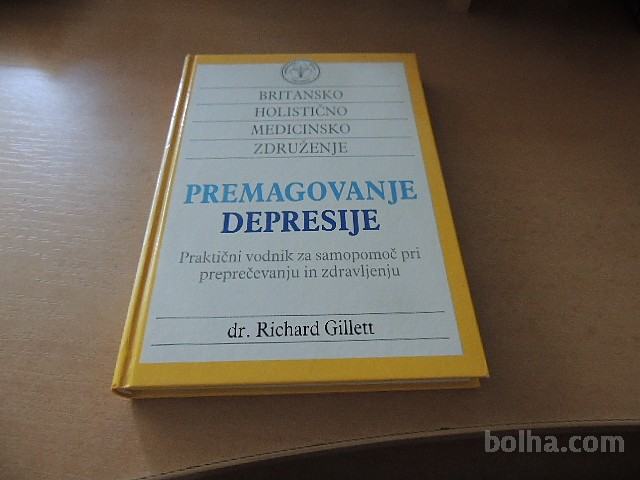 BRITANSKO
HOLISTIČNO
MEDICINSKO
ZDRUŽENJE
PREMAGOVANJE
DEPRESIJE
Praktični vodnik za samopomoč pri
preprečevanju in zdravljenju
dr. Richard Gillett
bolha.com